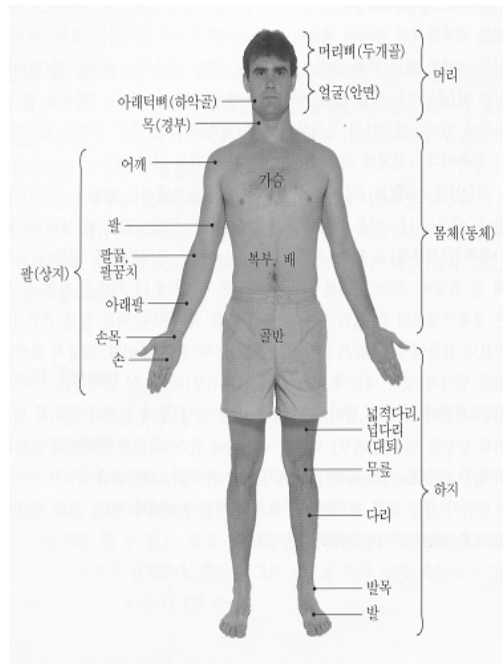 머리뼈(두개골)
머리
얼굴(안면)
아래턱뼈(하악골)
목(경부)
어깨
가슴
팔
몸체(동체)
팔꿈,
팔꿈치
복부, 배
팔(상지)
아래팔
손목
골반
손
넓적다리,
넙다리
(대퇴)
무릎
하지
다리
발목
발